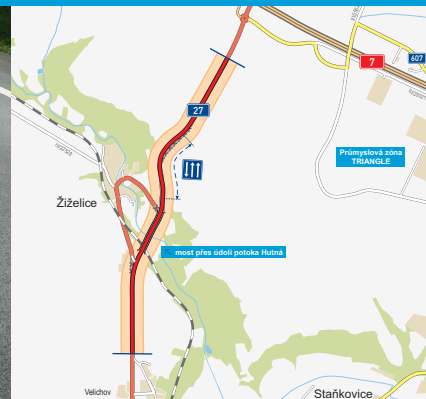 7
607
27
Průmyslová zóna
TRIANGLE
Žiželice
most přes údolí potoka Hutná
Velichov
Staňkovice